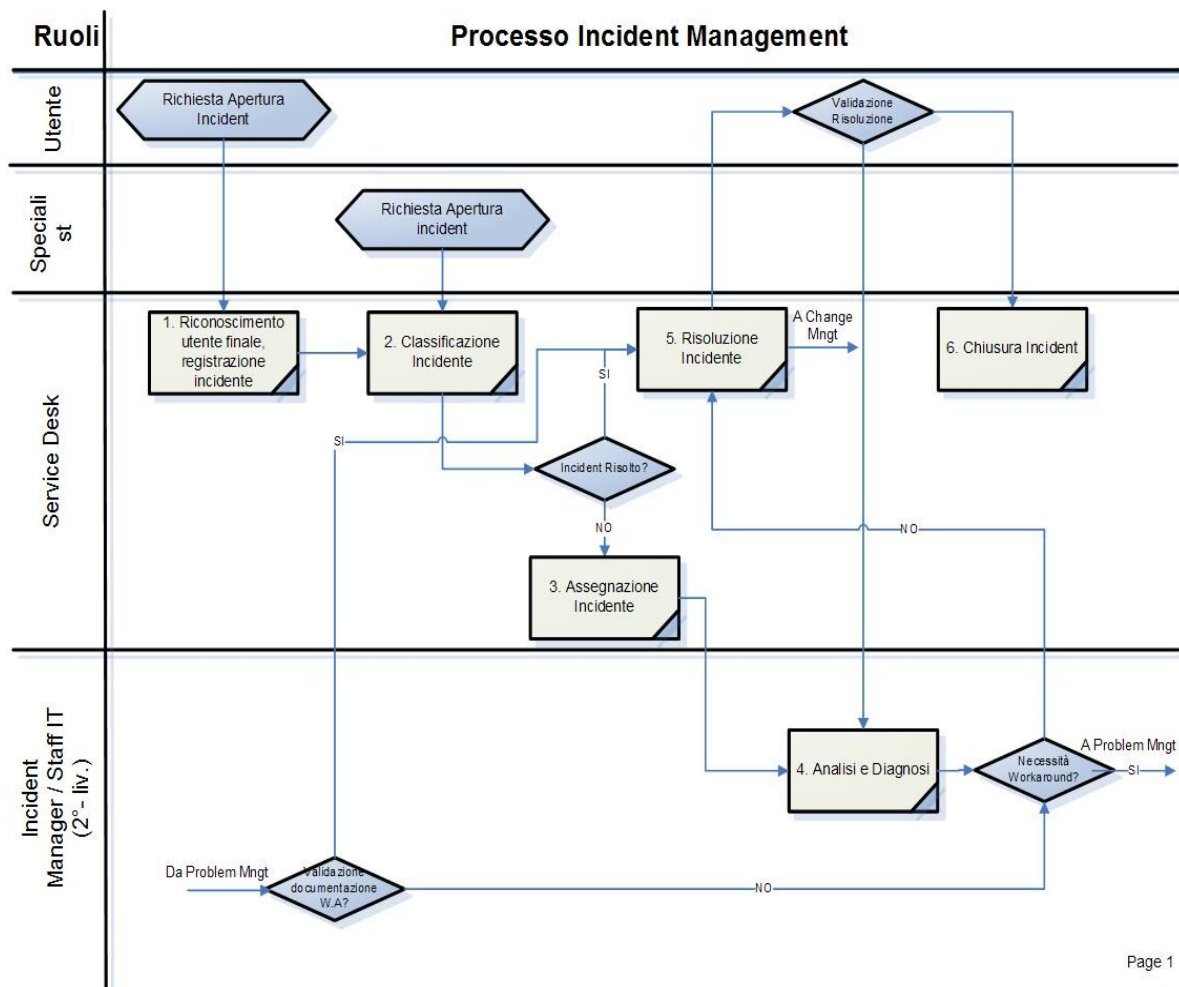 Ruoli
Processo Incident Management
Utente
Richiesta Apertura
Incident
Validazione
Risoluzione
Speciali
st
Richiesta Apertura
incident
Service Desk
1. Riconoscimento
utente finale,
registrazione
incidente
2. Classificazione
Incidente
5. Risoluzione
Incidente
A Change
Mngt
6. Chiusura Incident
SI
SI
Incident Risolto?
NO
NO
3. Assegnazione
Incidente
Incident
Manager / Staff IT
(2°- liv.)
4. Analisi e Diagnosi
Necessità
Workaround?
A Problem Mngt
SI
Da Problem Mngt
Validazione
documentazione
W.A?
NO
Page 1